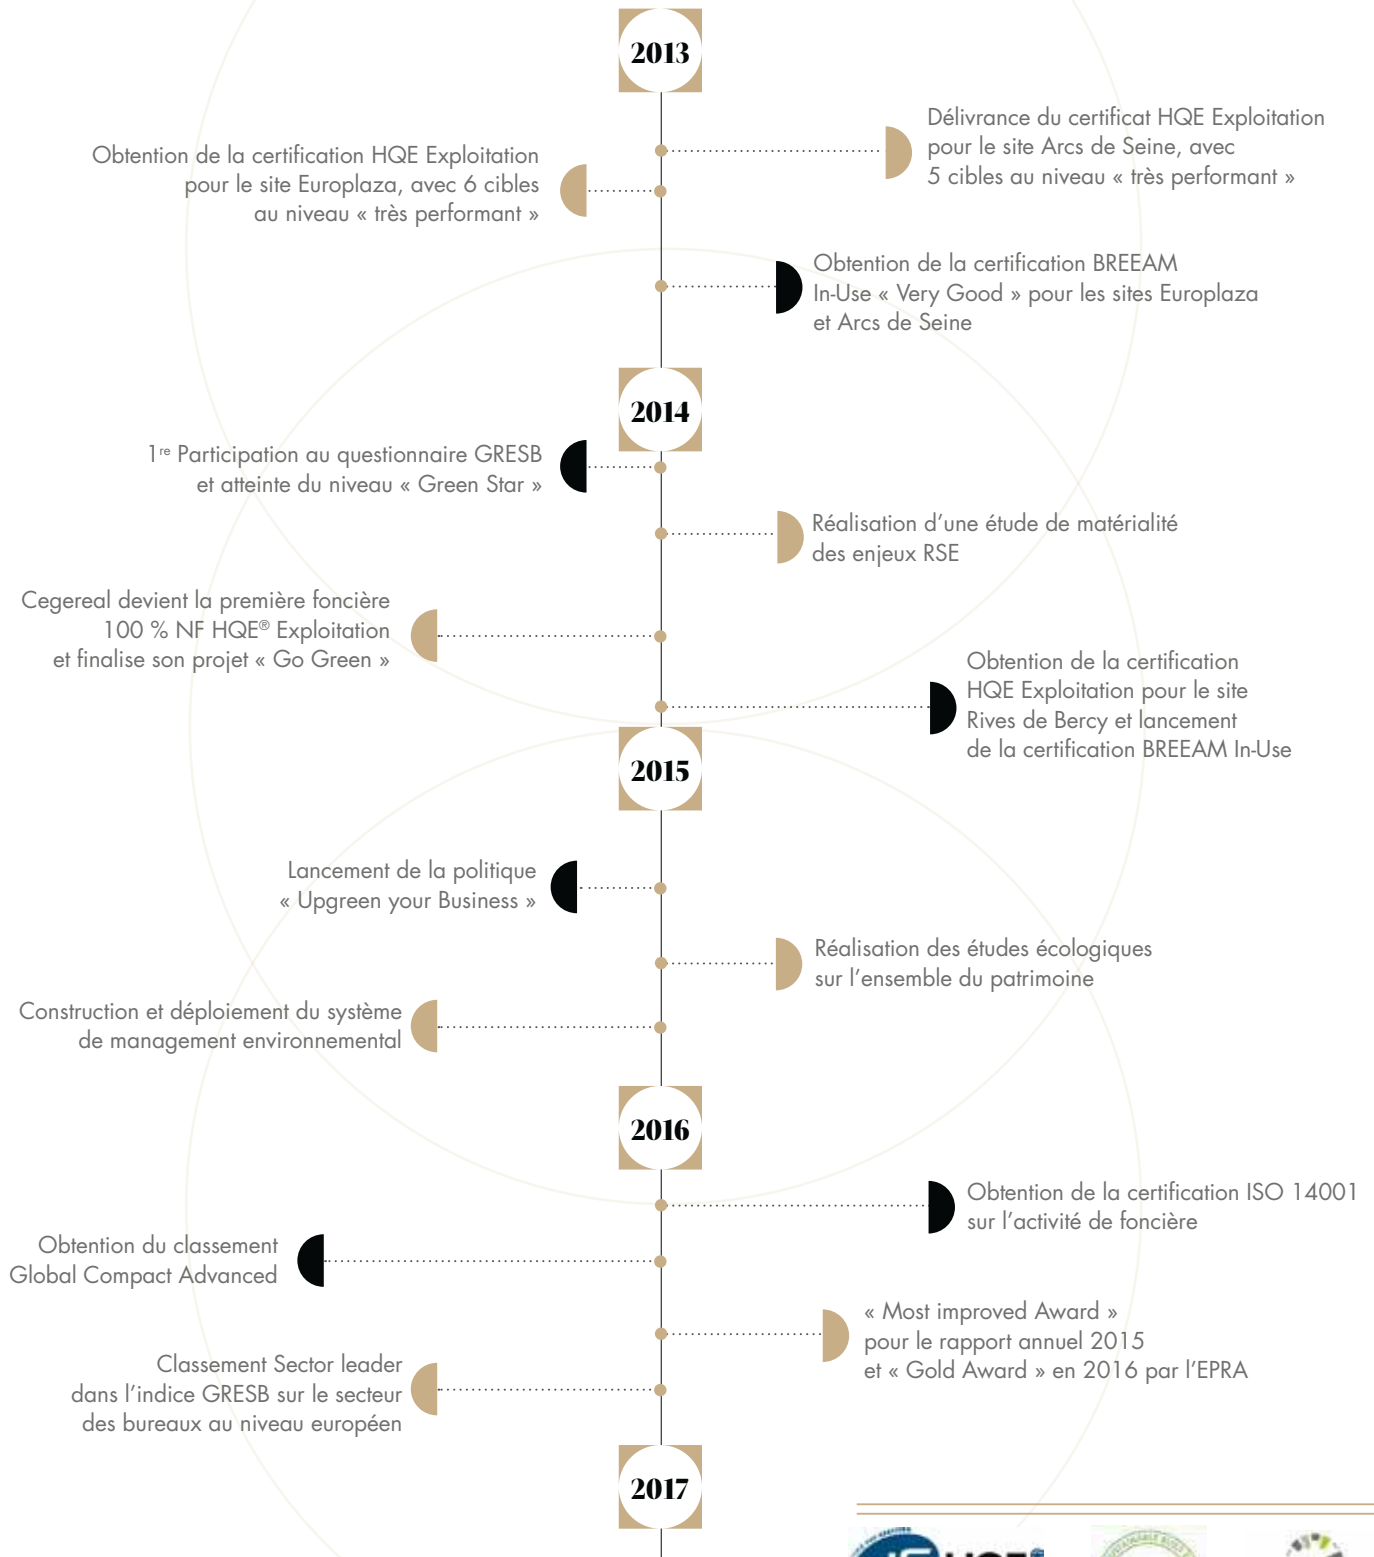 2013
Délivrance du certificat HQE Exploitation
pour le site Arcs de Seine, avec
5 cibles au niveau « très performant »
Obtention de la certification HQE Exploitation
pour le site Europlaza, avec 6 cibles
au niveau « très performant »
Obtention de la certification BREEAM
In-Use « Very Good » pour les sites Europlaza
et Arcs de Seine
2014
1re Participation au questionnaire GRESB
et atteinte du niveau « Green Star »
Réalisation d’une étude de matérialité
des enjeux RSE
Cegereal devient la première foncière
100 % NF HQE® Exploitation
et finalise son projet « Go Green »
Obtention de la certification
HQE Exploitation pour le site
Rives de Bercy et lancement
de la certification BREEAM In-Use
2015
Lancement de la politique
« Upgreen your Business »
Réalisation des études écologiques
sur l’ensemble du patrimoine
Construction et déploiement du système
de management environnemental
2016
Obtention de la certification ISO 14001
sur l’activité de foncière
Obtention du classement
Global Compact Advanced
« Most improved Award »
pour le rapport annuel 2015
et « Gold Award » en 2016 par l’EPRA
Classement Sector leader
dans l’indice GRESB sur le secteur
des bureaux au niveau européen
2017